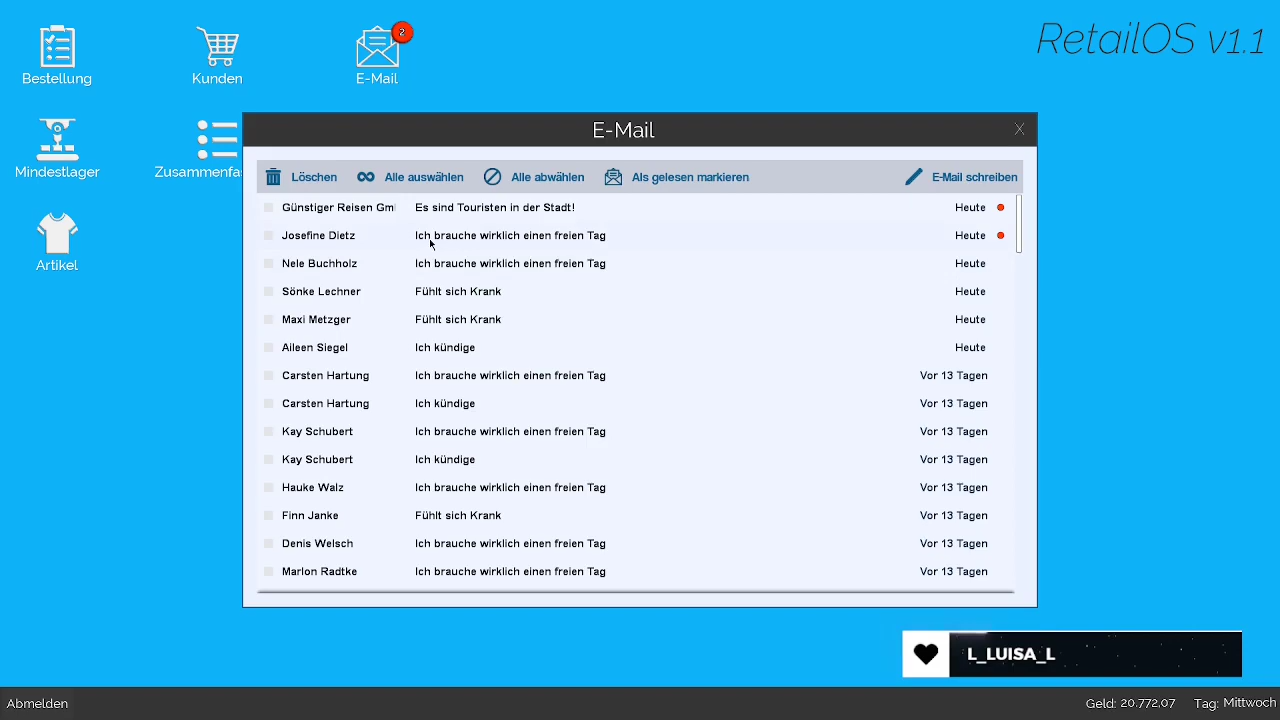 RetailOS v1.1
Bestellung
Kunden
2
E-Mail
Mindestlager
Zusammenfas
Artikel
E-Mail
X
Löschen Alle auswählen Alle abwählen Als gelesen markieren E-Mail schreiben
Günstiger Reisen Gm Es sind Touristen in der Stadt! Heute
Josefine Dietz Ich brauche wirklich einen freien Tag Heute
Nele Buchholz Ich brauche wirklich einen freien Tag Heute
Sönke Lechner Fühlt sich Krank Heute
Maxi Metzger Fühlt sich Krank Heute
Aileen Siegel Ich kündige Heute
Carsten Hartung Ich brauche wirklich einen freien Tag Vor 13 Tagen
Carsten Hartung Ich kündige Vor 13 Tagen
Kay Schubert Ich brauche wirklich einen freien Tag Vor 13 Tagen
Kay Schubert Ich kündige Vor 13 Tagen
Hauke Walz Ich brauche wirklich einen freien Tag Vor 13 Tagen
Finn Janke Fühlt sich Krank Vor 13 Tagen
Denis Welsch Ich brauche wirklich einen freien Tag Vor 13 Tagen
Marlon Radtke Ich brauche wirklich einen freien Tag Vor 13 Tagen
L_LUISA_L
Abmelden Geld: 20.772,07 Tag: Mittwoch